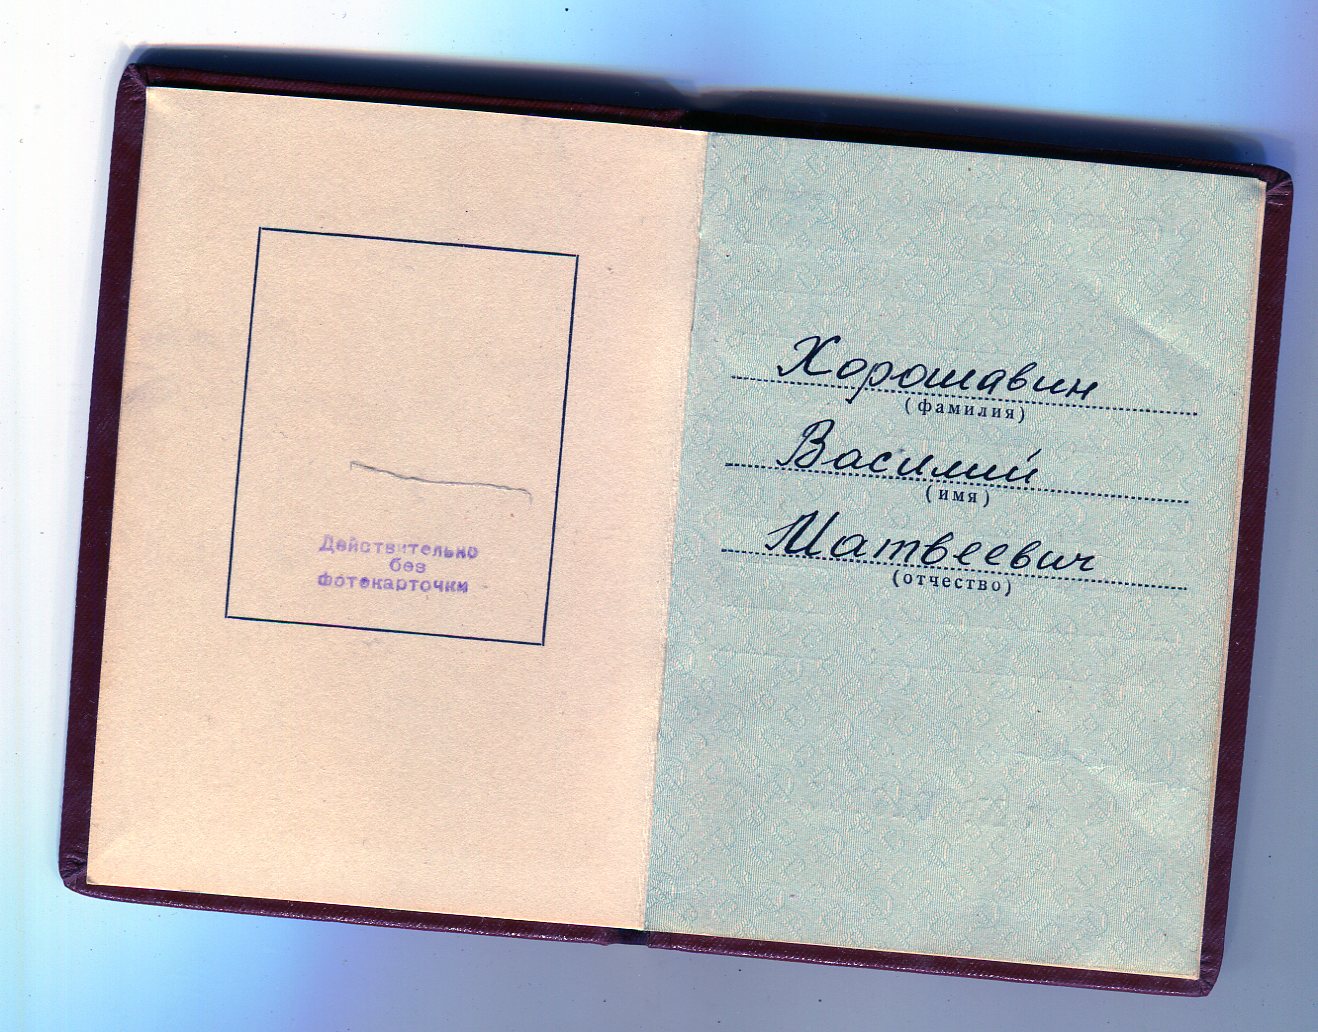 Действительно
без
фотокарточки
Хорошавин
(фамилия)
Василий
(имя)
Матвеевич
(отчество)